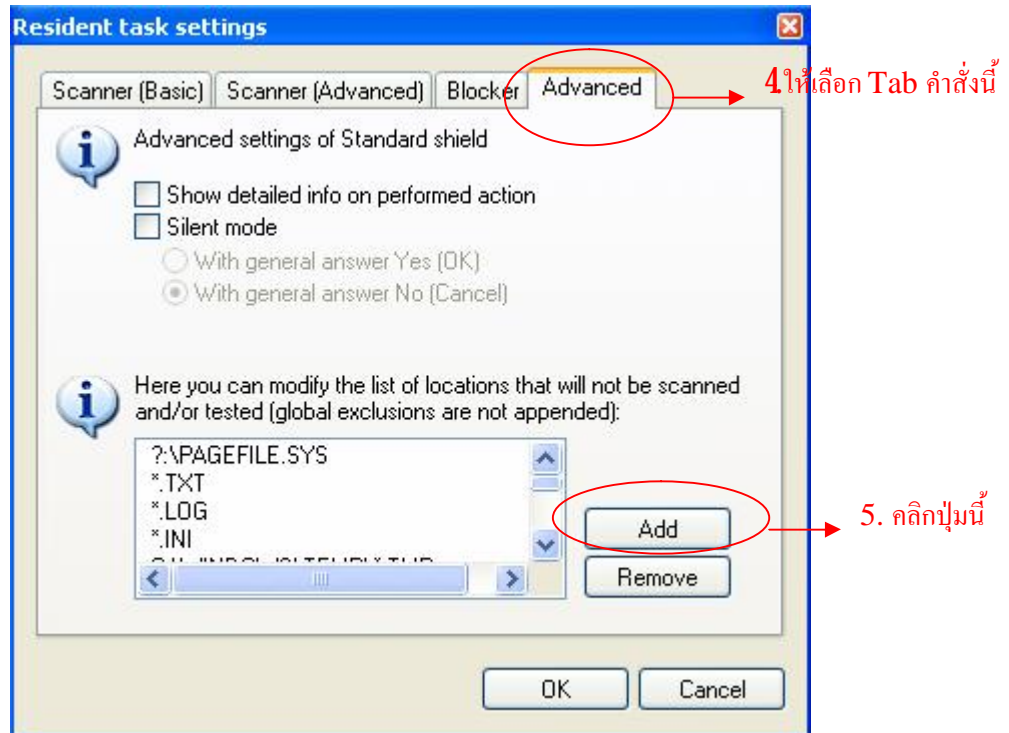 Resident task settings
Scanner (Basic) Scanner (Advanced) Blocker Advanced
4.ให้เลือก Tab คำสั่งนี้
Advanced settings of Standard shield
Show detailed info on performed action
Silent mode
With general answer Yes (OK)
With general answer No (Cancel)
Here you can modify the list of locations that will not be scanned
and/or tested (global exclusions are not appended):
?:\PAGEFILE.SYS
*.TXT
*.LOG
*.INI
Add
5. คลิกปุ่มนี้
Remove
OK Cancel